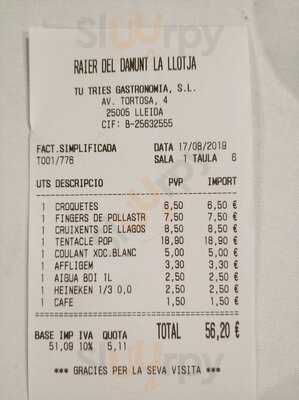 RAIER DEL DAMUNT LA LLOTJA
TU TRIES GASTRONOMIA, S.L.
AV. TORTOSA, 4
25005 LLEIDA
CIF: B-25632555
FACT.SIMPLIFICADA DATA 17/08/2019
T001/776 SALA 1 TAULA 6
UTS DESCRIPCIO PVP IMPORT
1 CROQUETES 6,50 6,50 €
1 FINGERS DE POLLASTR 7,50 7,50 €
1 CRUIXENTS DE LLAGOS 8,50 8,50 €
1 TENTACLE POP 18,90 18,90 €
1 COULANT XOC.BLANC 5,00 5,00 €
1 AFFLIGEM 3,30 3,30 €
1 AIGUA BOI 1L 2,50 2,50 €
1 HEINEKEN 1/3 0,0 2,50 2,50 €
1 CAFE 1,50 1,50 €
BASE IMP IVA QUOTA TOTAL 56,20 €
51,09 10% 5,11
*** GRACIES PER LA SEVA VISITA ***
Sluurpy
Sluurpy
Sluurpy